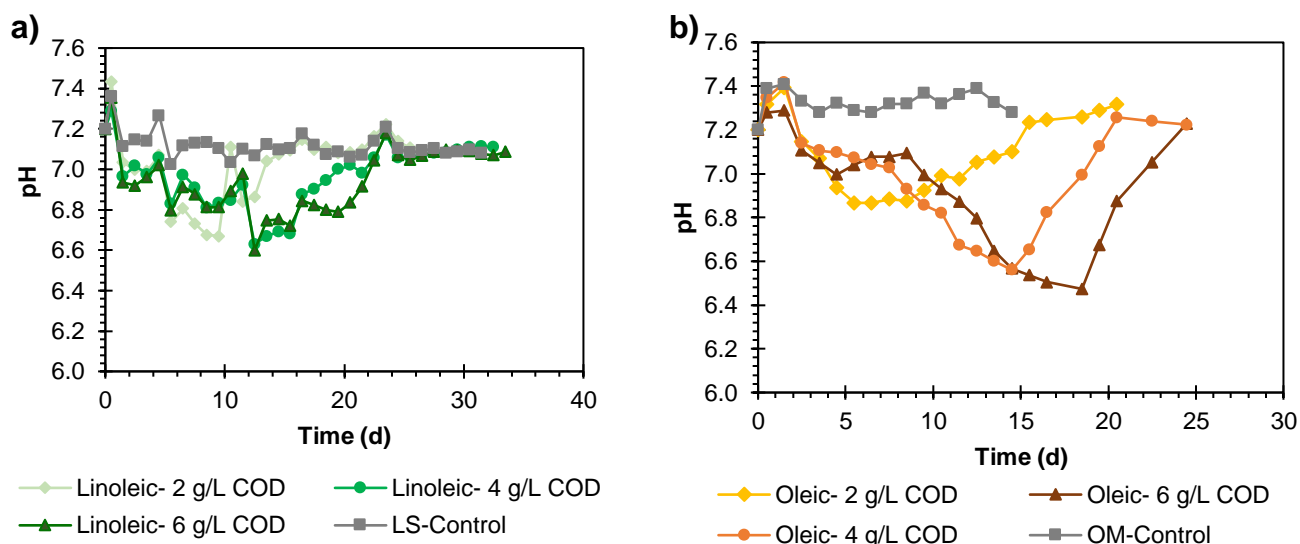 a)
7.6
7.4
7.2
7.0
6.8
6.6
6.4
6.2
6.0
pH
0 10 20 30 40
Time (d)
Linoleic- 2 g/L COD Linoleic- 4 g/L COD
Linoleic- 6 g/L COD LS-Control
b)
7.6
7.4
7.2
7.0
6.8
6.6
6.4
6.2
6.0
pH
0 5 10 15 20 25 30
Time (d)
Oleic- 2 g/L COD Oleic- 6 g/L COD
Oleic- 4 g/L COD OM-Control